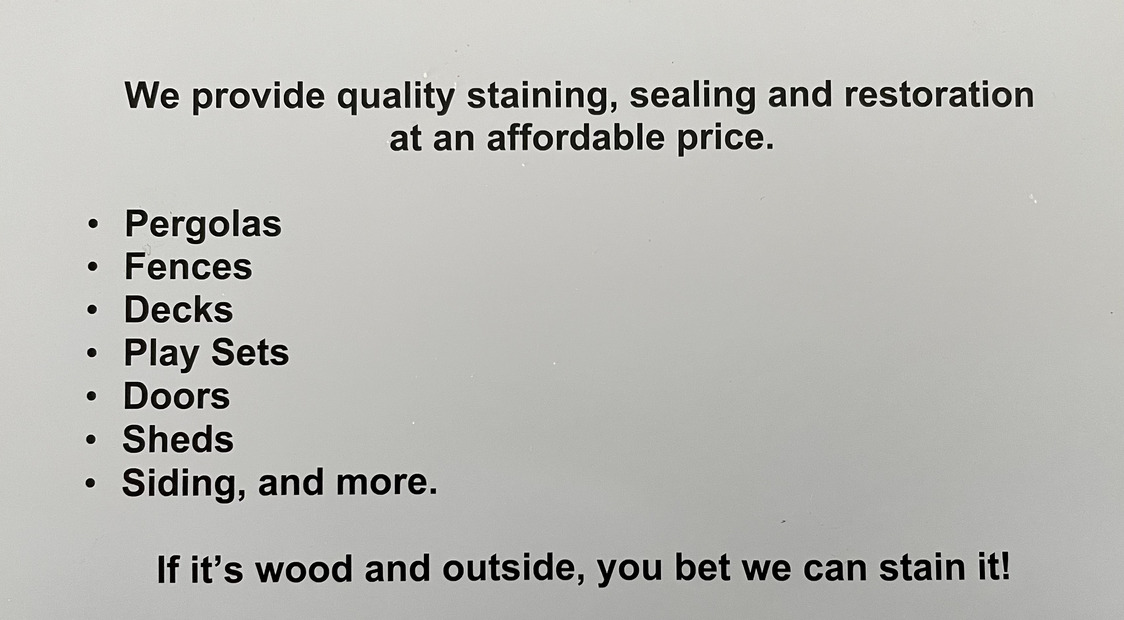 We provide quality staining, sealing and restoration
at an affordable price.
• Pergolas
• Fences
• Decks
• Play Sets
• Doors
• Sheds
• Siding, and more.
If it’s wood and outside, you bet we can stain it!